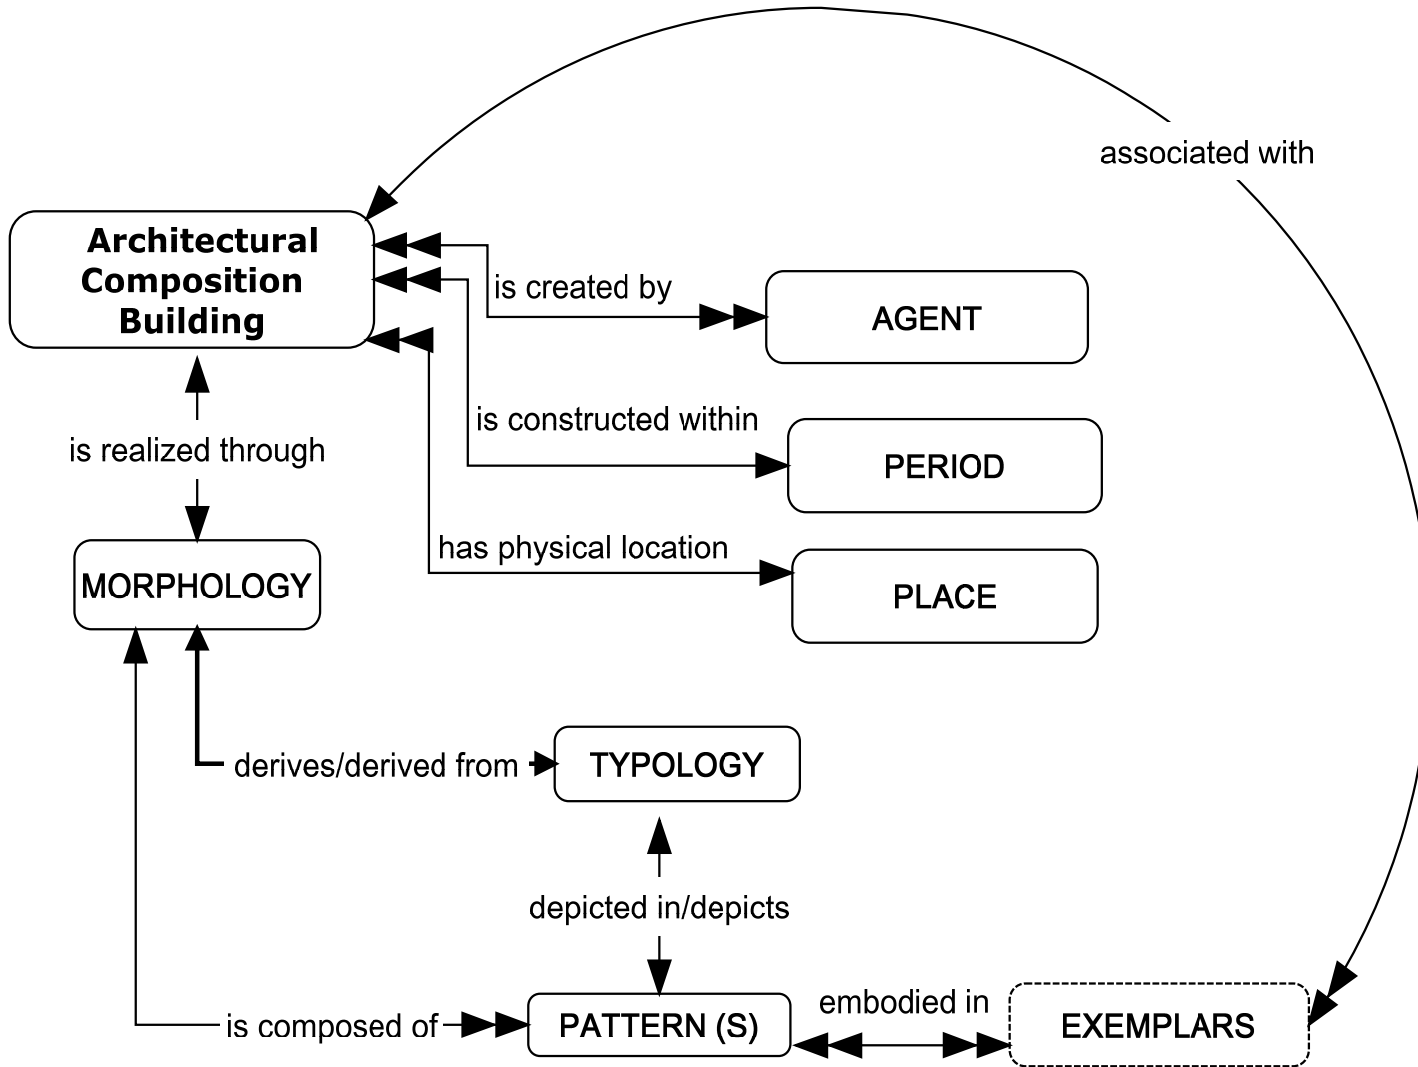 associated with
Architectural
Composition
Building
is created by
AGENT
is constructed within
PERIOD
is realized through
has physical location
MORPHOLOGY
PLACE
derives/derived from
TYPOLOGY
depicted in/depicts
is composed of
PATTERN (S)
embodied in
EXEMPLARS